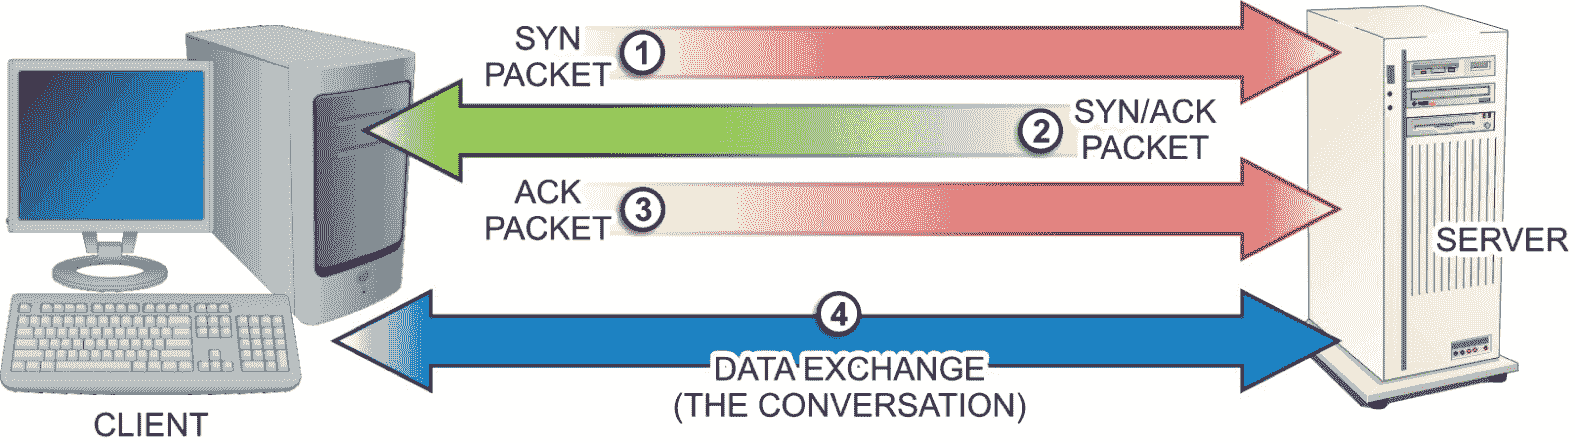 SYN
PACKET
1
2
SYN/ACK
PACKET
ACK
PACKET
3
SERVER
4
DATA EXCHANGE
(THE CONVERSATION)
CLIENT